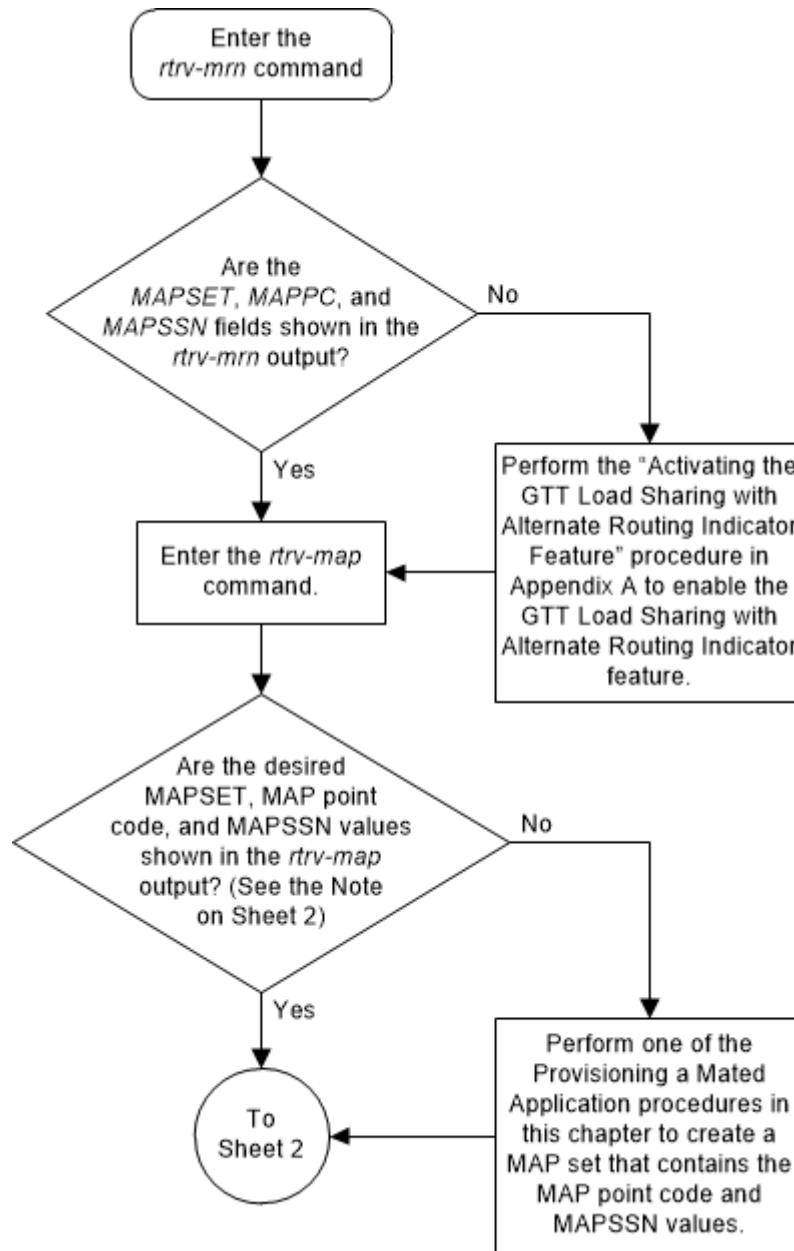 Enter the
rtrv-mrn command
Are the
MAPSET, MAPPC, and
MAPSSN fields shown in the
rtrv-mrn output?
No
Yes
Perform the “Activating the
GTT Load Sharing with
Alternate Routing Indicator
Feature” procedure in
Appendix A to enable the
GTT Load Sharing with
Alternate Routing Indicator
feature.
Enter the rtrv-map
command.
Are the desired
MAPSET, MAP point
code, and MAPSSN values
shown in the rtrv-map
output? (See the Note
on Sheet 2)
No
Yes
Perform one of the
Provisioning a Mated
Application procedures in
this chapter to create a
MAP set that contains the
MAP point code and
MAPSSN values.
To
Sheet 2